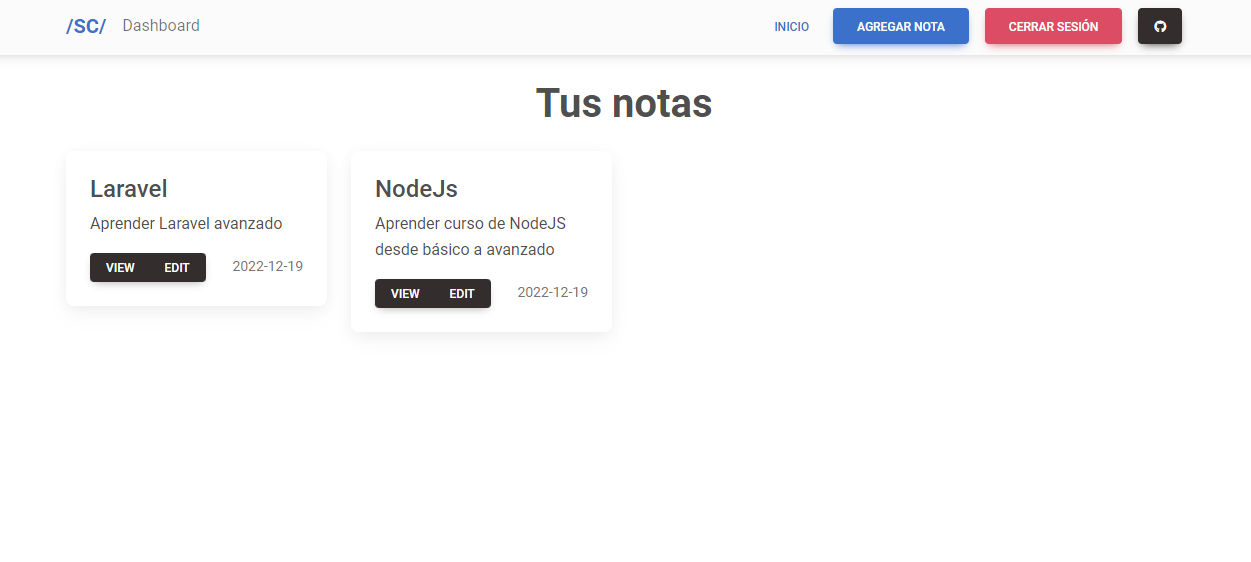 /SC/ Dashboard INICIO AGREGAR NOTA CERRAR SESIÓN
Tus notas
Laravel
Aprender Laravel avanzado
VIEW EDIT 2022-12-19
NodeJs
Aprender curso de NodeJS
desde básico a avanzado
VIEW EDIT 2022-12-19